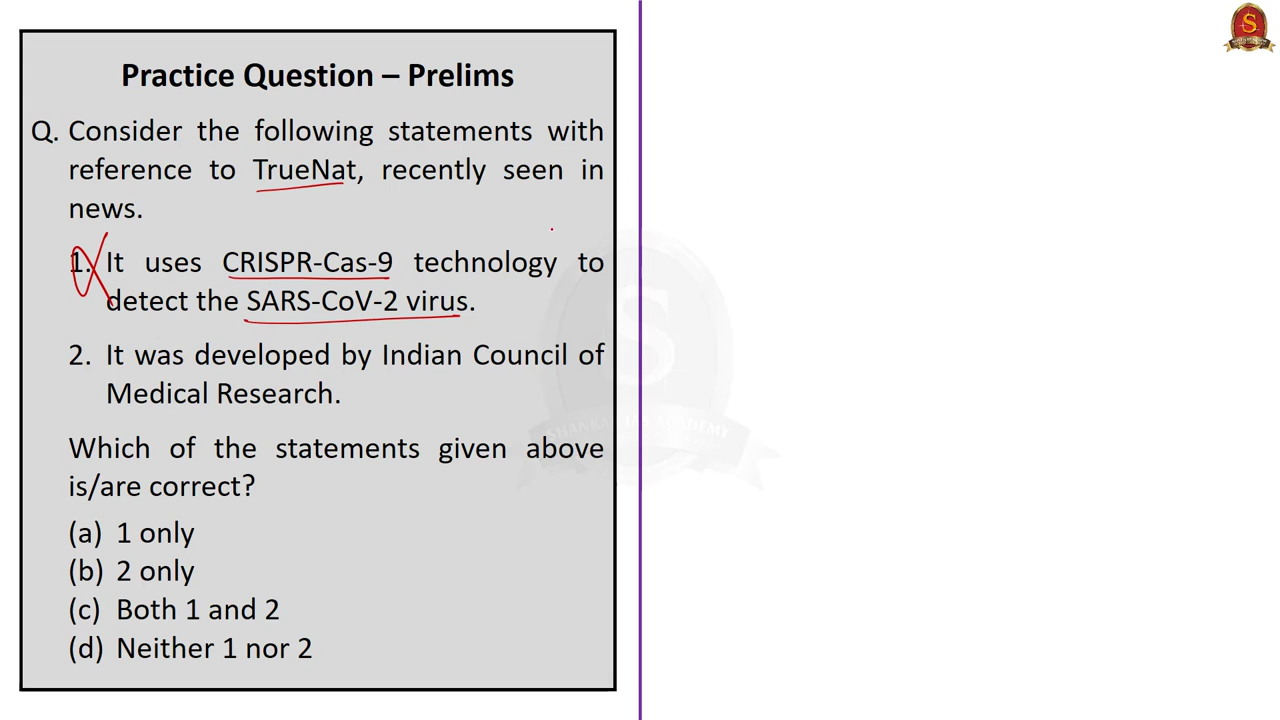 Practice Question – Prelims
Q. Consider the following statements with
reference to TrueNat, recently seen in
news.
1. It uses CRISPR-Cas-9 technology to
detect the SARS-CoV-2 virus.
2. It was developed by Indian Council of
Medical Research.
Which of the statements given above
is/are correct?
(a) 1 only
(b) 2 only
(c) Both 1 and 2
(d) Neither 1 nor 2
S